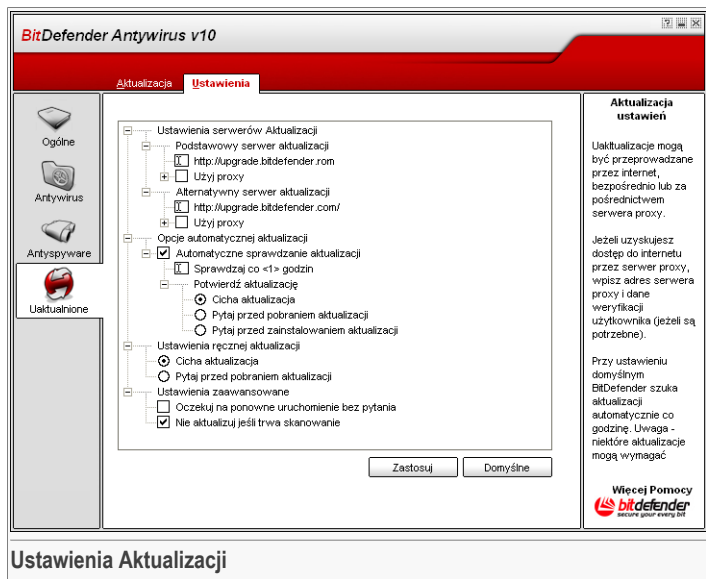 BitDefender Antywirus v10
Aktualizacja Ustawienia
Ogólne
Antywirus
Antyspyware
Uaktualnione
Ustawienia serwerów Aktualizacji
Podstawowy serwer aktualizacji
http://upgrade.bitdefender.rom
Użyj proxy
Alternatywny serwer aktualizacji
http://upgrade.bitdefender.com/
Użyj proxy
Opcje automatycznej aktualizacji
Automatyczne sprawdzanie aktualizacji
Sprawdzaj co <1> godzin
Potwierdź aktualizację
Cicha aktualizacja
Pytaj przed pobraniem aktualizacji
Pytaj przed zainstalowaniem aktualizacji
Ustawienia ręcznej aktualizacji
Cicha aktualizacja
Pytaj przed pobraniem aktualizacji
Ustawienia zaawansowane
Oczekuj na ponowne uruchomienie bez pytania
Nie aktualizuj jeśli trwa skanowanie
Zastosuj Domyślne
Aktualizacja
ustawień
Uakltualizacje mogą
być przeprowadzane
przez internet,
bezpośrednio lub za
pośrednictwem
serwera proxy.
Jeżeli uzyskujesz
dostęp do internetu
przez serwer proxy,
wpisz adres serwera
proxy i dane
weryfikacji
użytkownika (jeżeli są
potrzebne).
Przy ustawieniu
domyślnym
BitDefender szuka
aktualizacji
automatycznie co
godzinę. Uwaga -
niektóre aktualizacje
mogą wymagać
Więcej Pomocy
bitdefender
secure your every bit
Ustawienia Aktualizacji